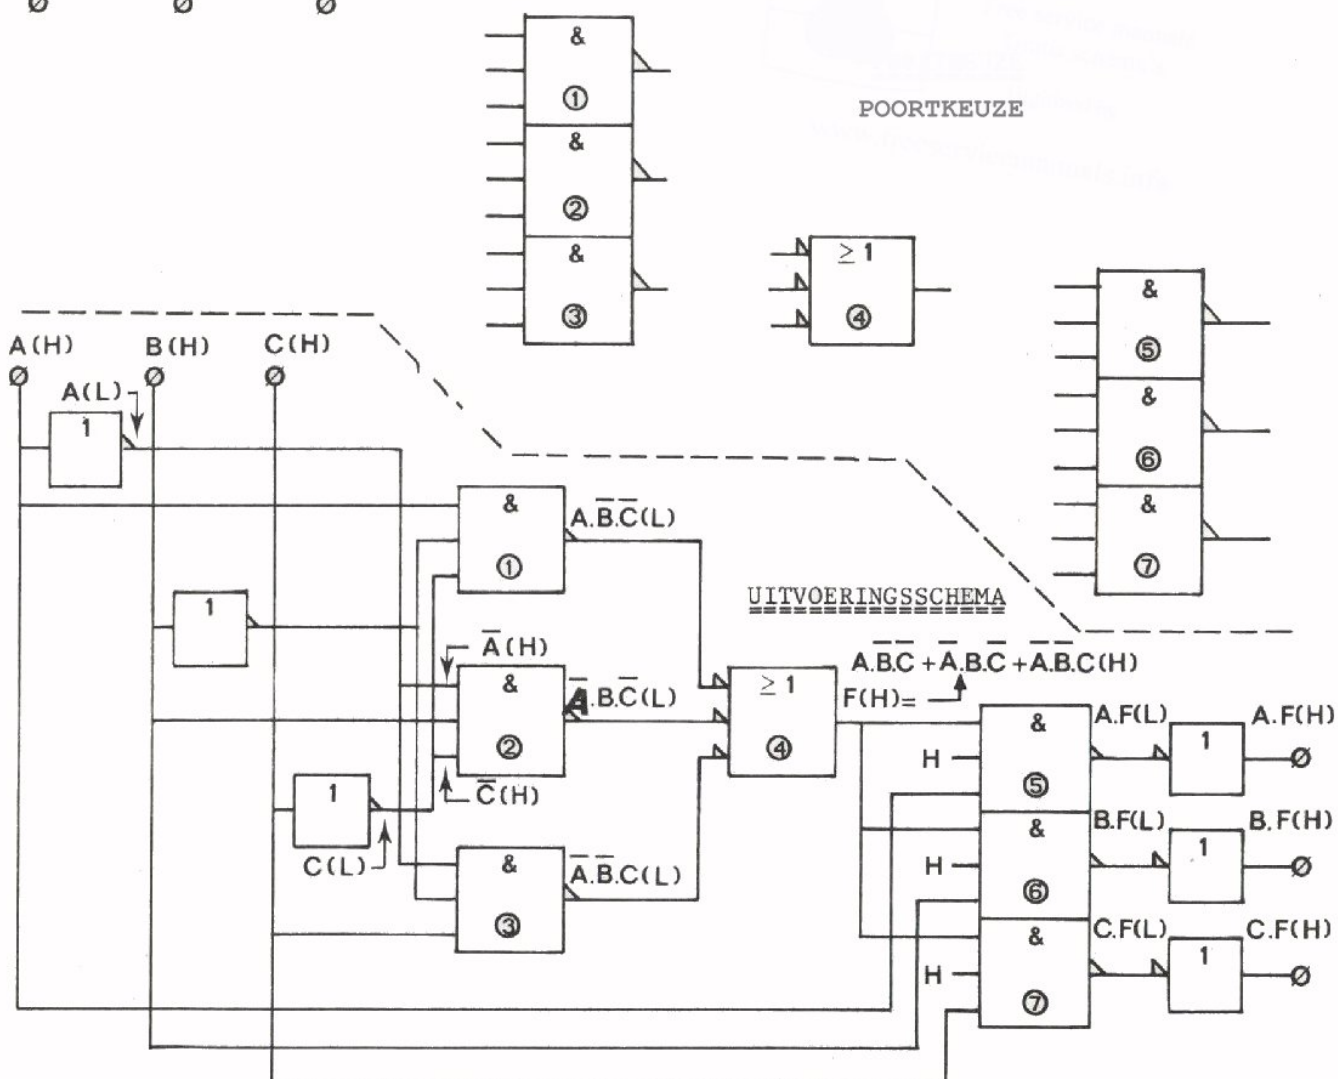 &
①
&
②
&
③
POORTKEUZE
≥ 1
④
&
⑤
&
⑥
&
⑦
A(H) B(H) C(H)
A(L)
1
1
1
C(L)
&
①
A.B̅.C̅(L)
A̅(H)
&
②
A̅.B.C̅(L)
C̅(H)
&
③
A̅.B̅.C(L)
UITVOERINGSSCHEMA
A.B̅.C̅ + A̅.B.C̅ + A̅.B̅.C(H)
F(H)=
≥ 1
④
&
H
⑤
A.F(L)
1
A.F(H)
&
H
⑥
B.F(L)
1
B.F(H)
&
H
⑦
C.F(L)
1
C.F(H)